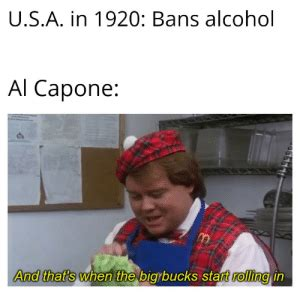 U.S.A. in 1920: Bans alcohol
Al Capone:
And that's when the big bucks start rolling in